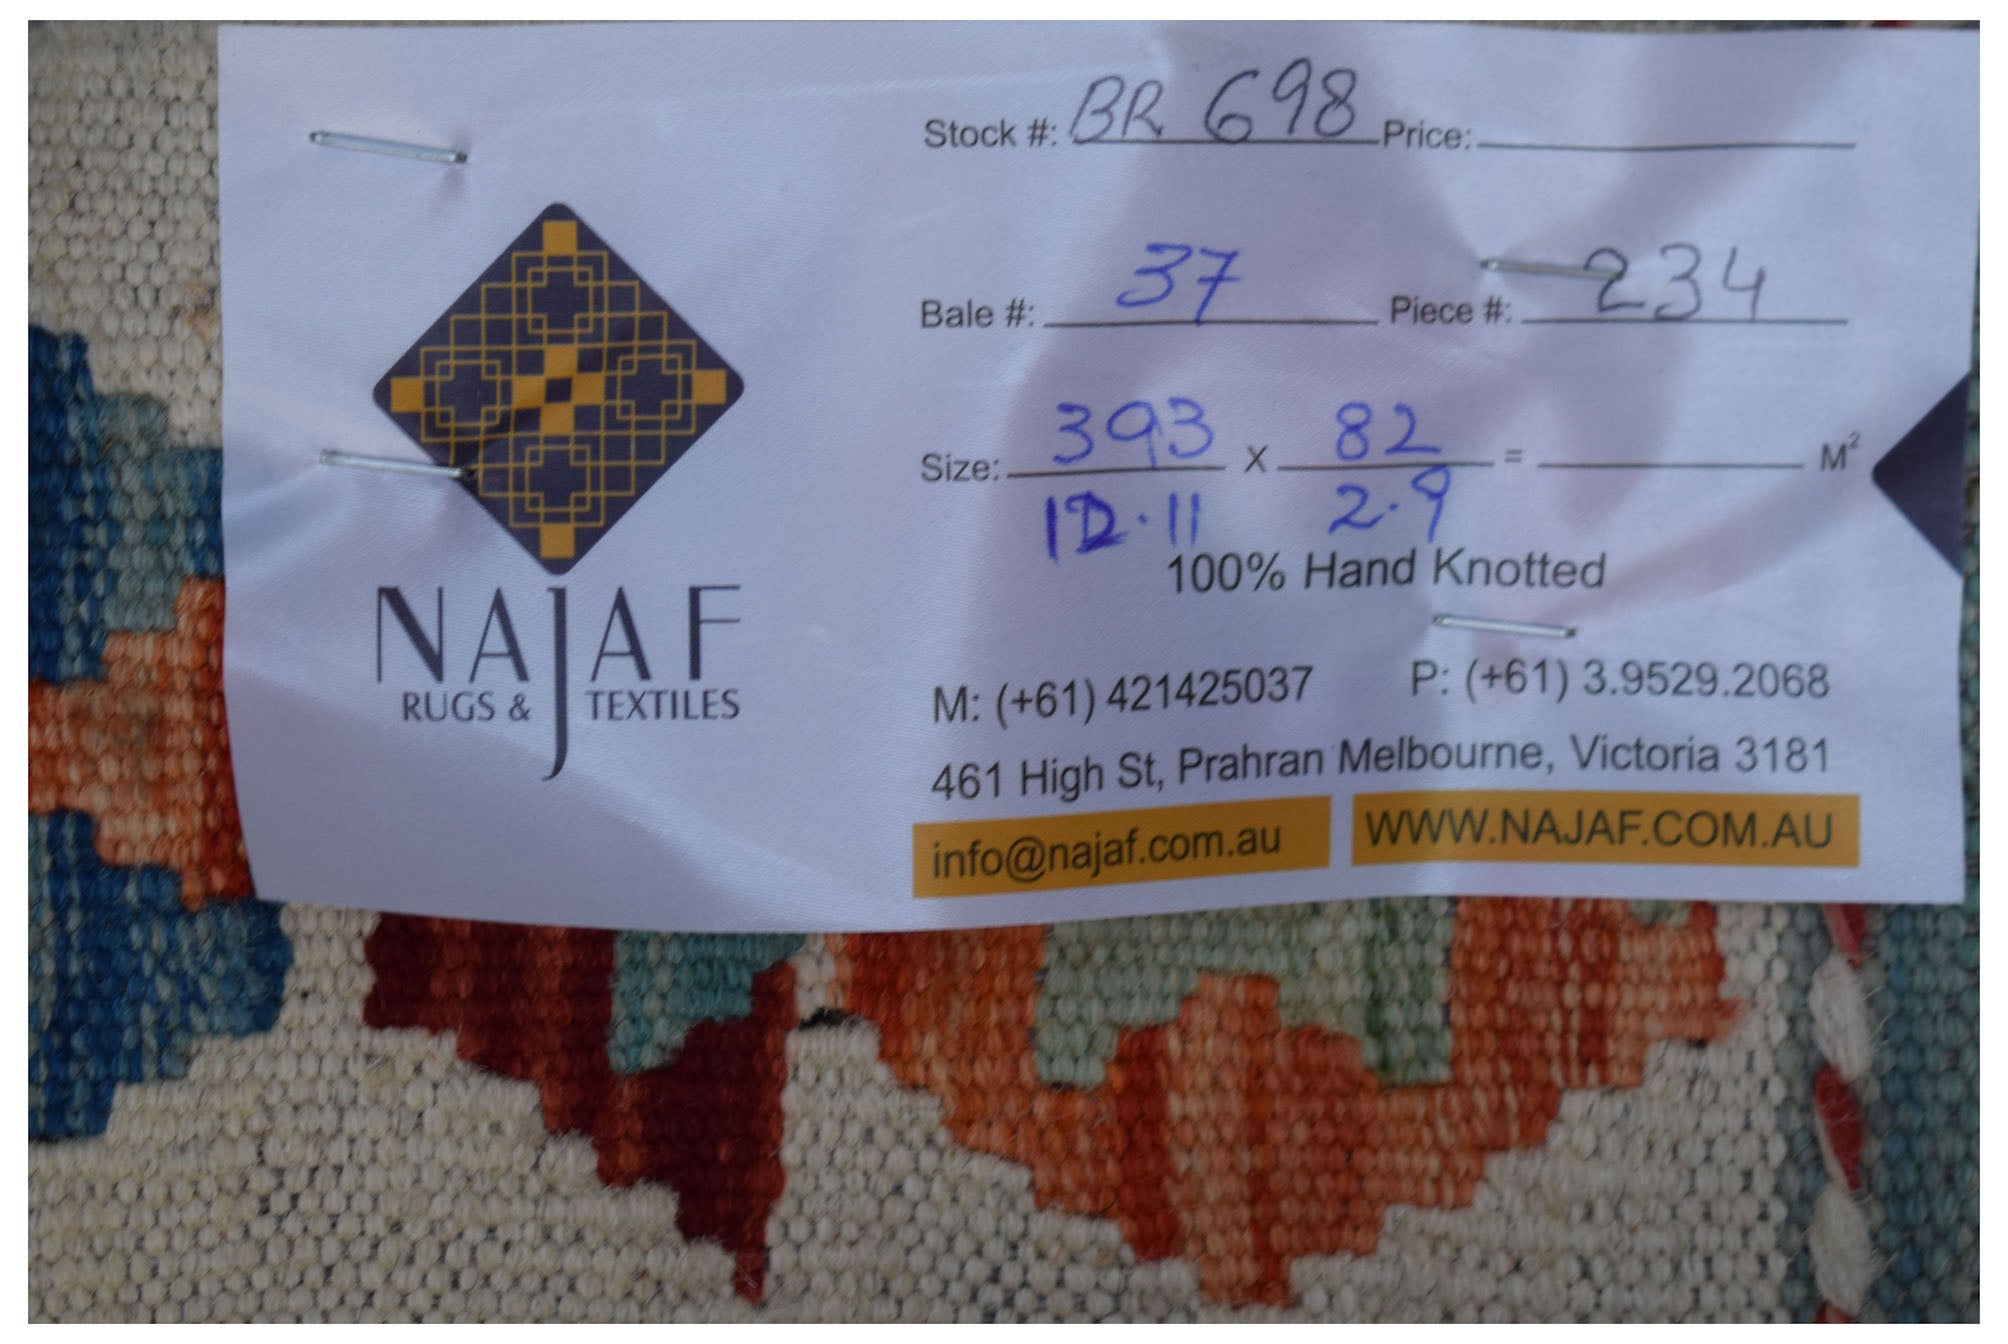 Stock #: BR 698 Price:
Bale #: 37 Piece #: 234
Size: 393 x 82 = M²
12.11 2.9
100% Hand Knotted
NAJAF
RUGS & TEXTILES
M: (+61) 421425037 P: (+61) 3.9529.2068
461 High St, Prahran Melbourne, Victoria 3181
info@najaf.com.au WWW.NAJAF.COM.AU